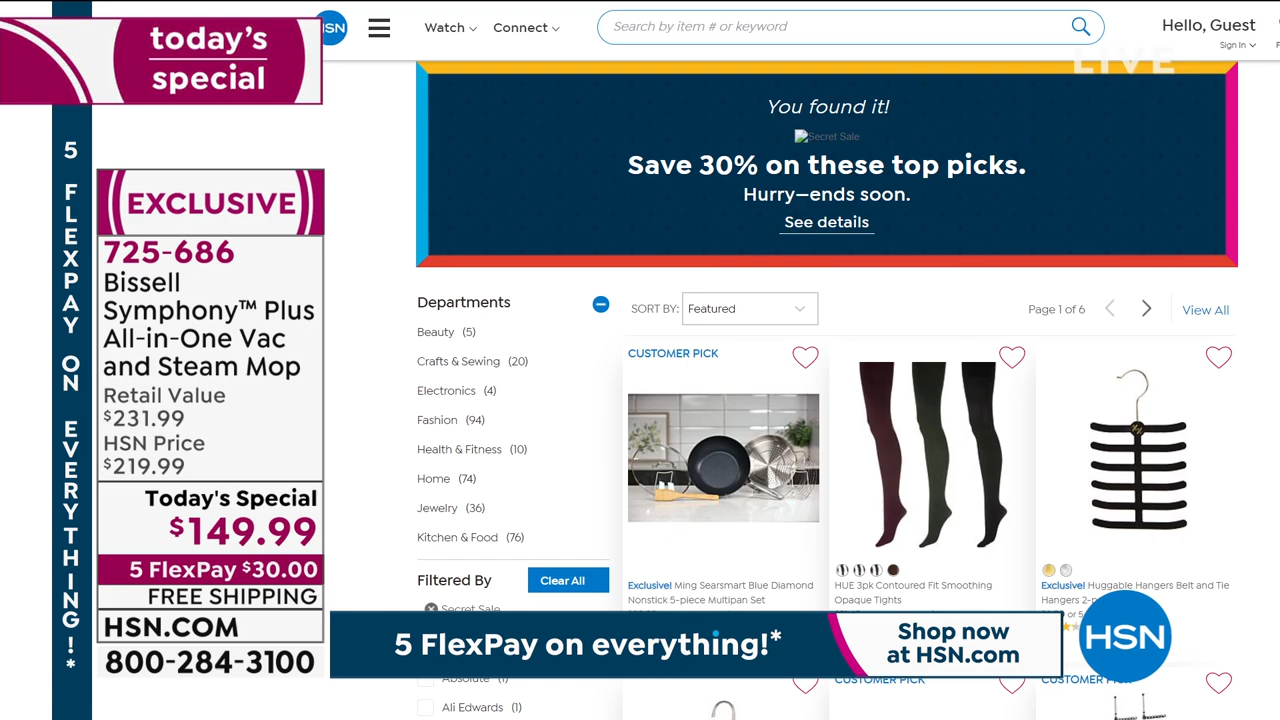 today's
special
5 FLEXPAY ON EVERYTHING!*
EXCLUSIVE
725-686
Bissell
Symphony™ Plus
All-in-One Vac
and Steam Mop
Retail Value
$231.99
HSN Price
$219.99
Today's Special
$149.99
5 FlexPay $30.00
FREE SHIPPING
HSN.COM
800-284-3100
HSN
Watch
Connect
Search by item # or keyword
Hello, Guest
Sign In
LIVE
You found it!
Secret Sale
Save 30% on these top picks.
Hurry—ends soon.
See details
Departments
Beauty (5)
Crafts & Sewing (20)
Electronics (4)
Fashion (94)
Health & Fitness (10)
Home (74)
Jewelry (36)
Kitchen & Food (76)
Filtered By
Clear All
Secret Sale
Absolute (1)
Ali Edwards (1)
SORT BY: Featured
Page 1 of 6
View All
CUSTOMER PICK
Exclusive! Ming Searsmart Blue Diamond
Nonstick 5-piece Multipan Set
HUE 3pk Contoured Fit Smoothing
Opaque Tights
Exclusive! Huggable Hangers Belt and Tie
Hangers 2-p
CUSTOMER PICK
CUSTOMER PICK
5 FlexPay on everything!*
Shop now
at HSN.com
HSN